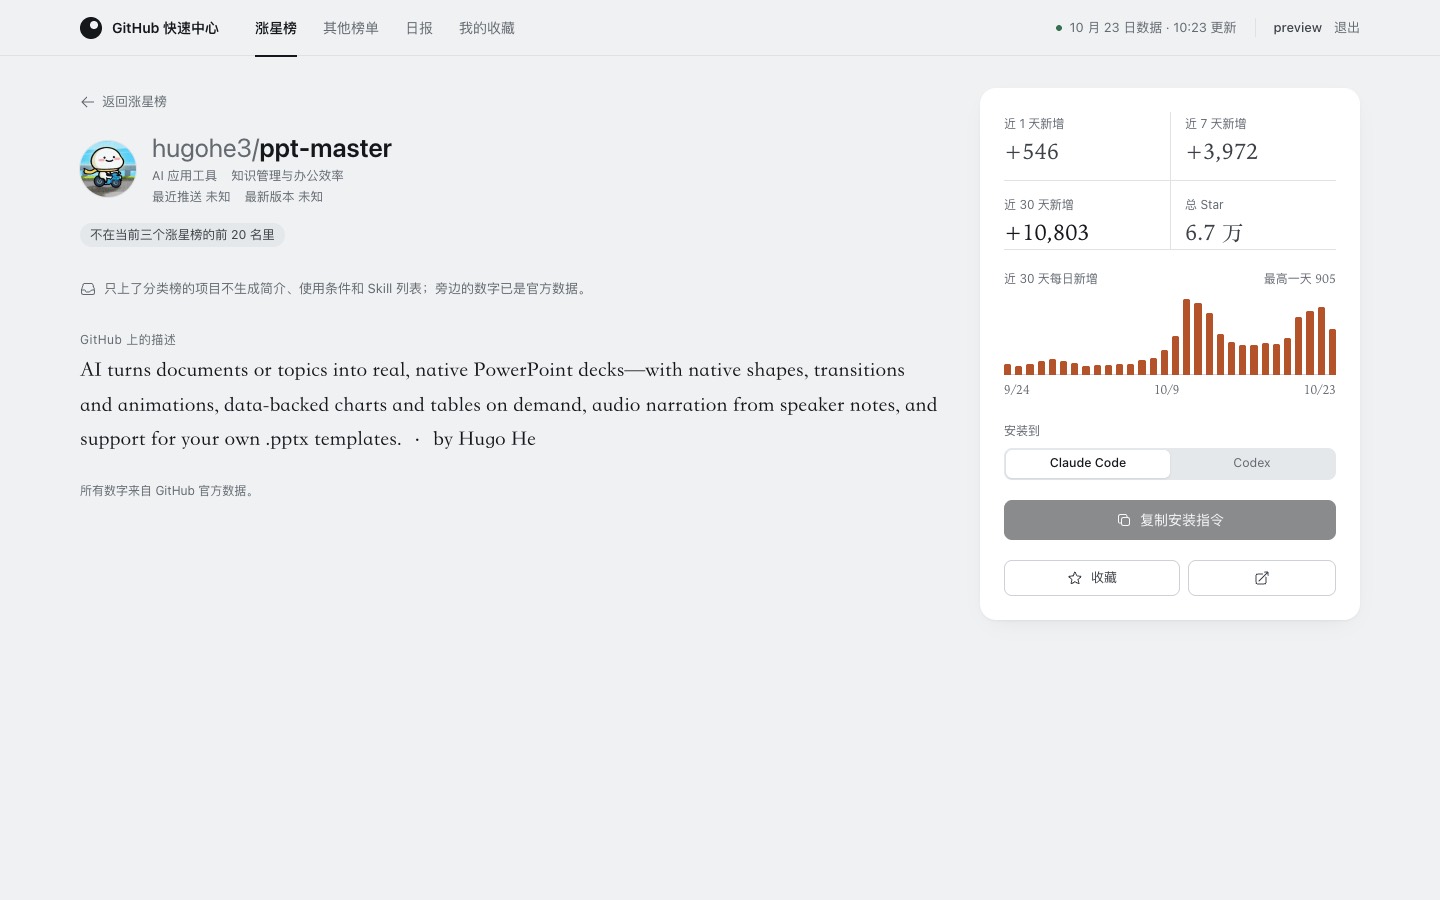 GitHub 快速中心
涨星榜
其他榜单
日报
我的收藏
10 月 23 日数据 · 10:23 更新
preview
退出
返回涨星榜
hugohe3/ppt-master
AI 应用工具 知识管理与办公效率
最近推送 未知 最新版本 未知
不在当前三个涨星榜的前 20 名里
只上了分类榜的项目不生成简介、使用条件和 Skill 列表；旁边的数字已是官方数据。
GitHub 上的描述
AI turns documents or topics into real, native PowerPoint decks—with native shapes, transitions
and animations, data-backed charts and tables on demand, audio narration from speaker notes, and
support for your own .pptx templates. · by Hugo He
所有数字来自 GitHub 官方数据。
近 1 天新增
+546
近 7 天新增
+3,972
近 30 天新增
+10,803
总 Star
6.7 万
近 30 天每日新增
最高一天 905
9/24
10/9
10/23
安装到
Claude Code
Codex
复制安装指令
收藏